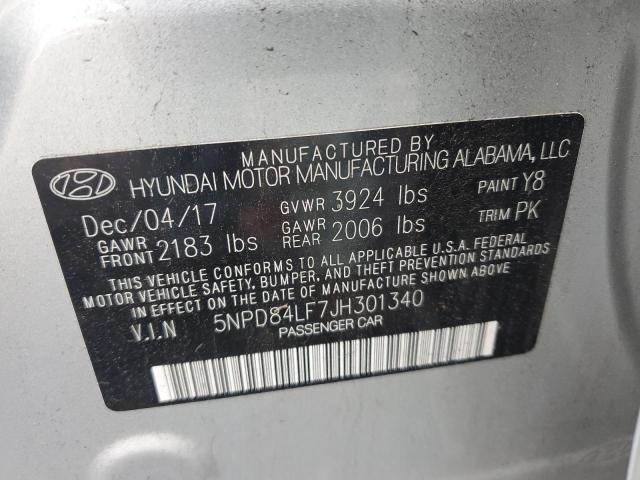 MANUFACTURED BY
HYUNDAI MOTOR MANUFACTURING ALABAMA, LLC
Dec/04/17 GVWR 3924 lbs PAINT Y8
GAWR FRONT 2183 lbs GAWR REAR 2006 lbs TRIM PK
THIS VEHICLE CONFORMS TO ALL APPLICABLE U.S.A. FEDERAL
MOTOR VEHICLE SAFETY, BUMPER, AND THEFT PREVENTION STANDARDS
IN EFFECT ON THE DATE OF MANUFACTURE SHOWN ABOVE
V.I.N 5NPD84LF7JH301340
PASSENGER CAR